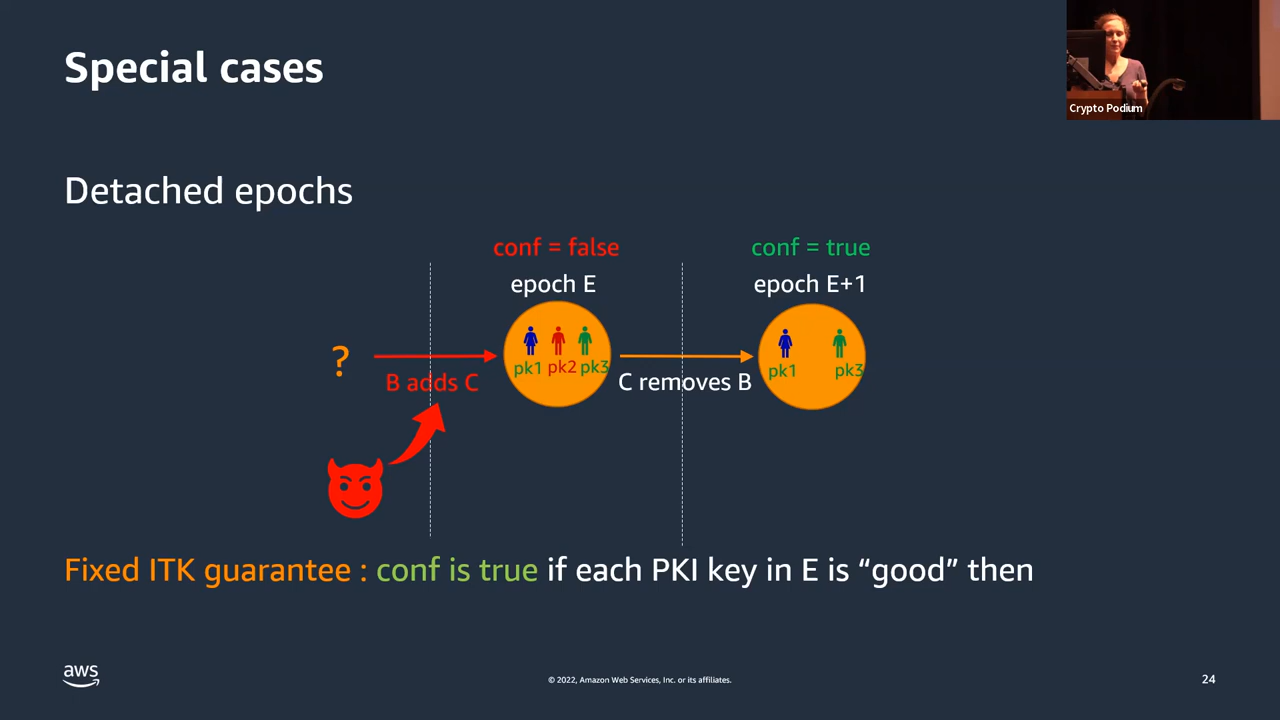 Special cases
Crypto Podium
Detached epochs
conf = false
conf = true
epoch E
epoch E+1
?
pk1 pk2 pk3
pk1
pk3
B adds C
C removes B
Fixed ITK guarantee : conf is true if each PKI key in E is “good” then
aws
© 2022, Amazon Web Services, Inc. or its affiliates.
24